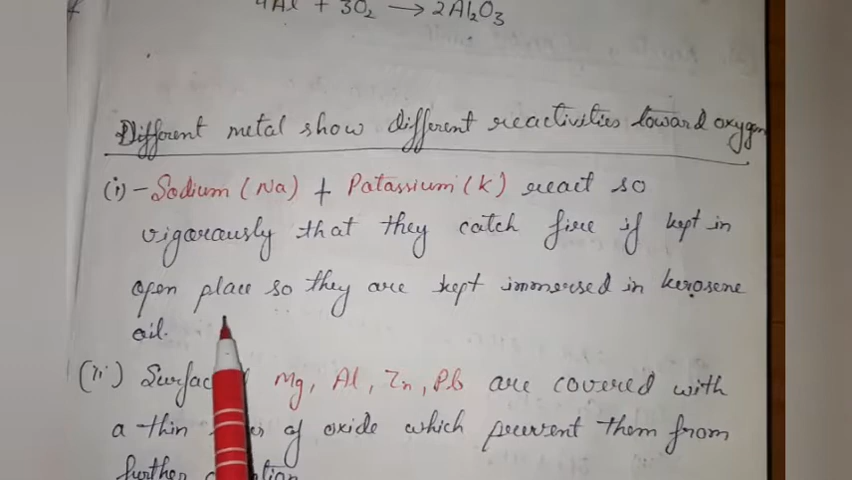 4Al + 3O₂ → 2Al₂O₃
Different metal show different reactivities toward oxygen
(i) - Sodium (Na) + Patassium (K) react so
vigorously that they catch fire if kept in
open place so they are kept immersed in kerosene
oil.
(ii) Mg, Al, Zn, Pb are covered with
a thin of oxide which prevent them from
further